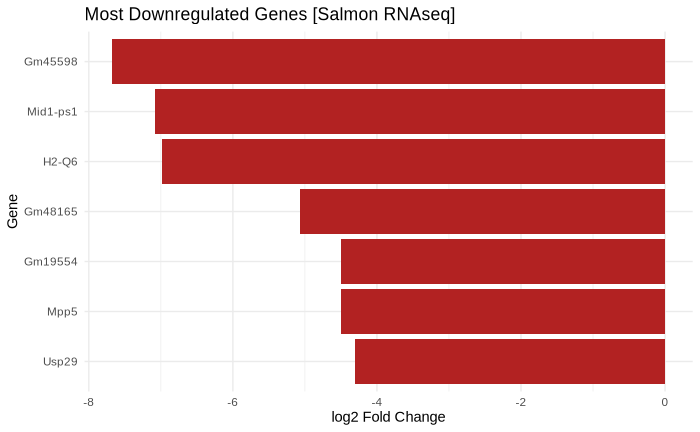 Most Downregulated Genes [Salmon RNAseq]
Gene
Gm45598
Mid1-ps1
H2-Q6
Gm48165
Gm19554
Mpp5
Usp29
-8 -6 -4 -2 0
log2 Fold Change